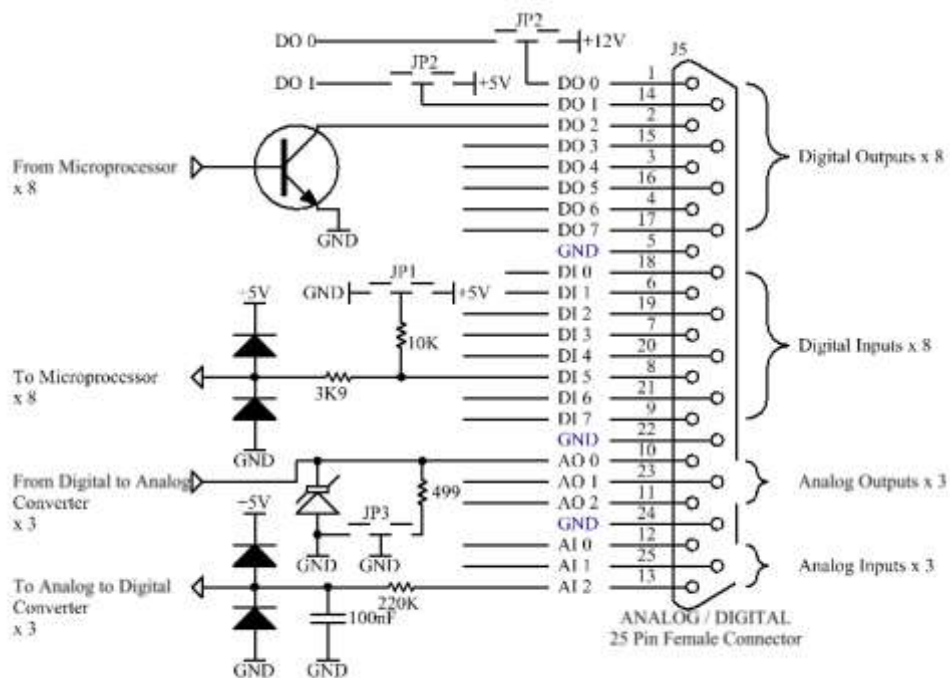 JP2
DO 0
+12V
J5
JP2
DO 1
+5V
DO 0 1
DO 1 14
DO 2 2
DO 3 15
From Microprocessor
x 8
DO 4 3
DO 5 16
DO 6 4
DO 7 17
GND
GND 5
Digital Outputs x 8
DI 0 18
JP1
GND
+5V
DI 1 6
+5V
DI 2 19
10K
DI 3 7
DI 4 20
Digital Inputs x 8
To Microprocessor
x 8
3K9
DI 5 8
DI 6 21
DI 7 9
GND
GND 22
AO 0 10
From Digital to Analog
Converter
x 3
499
AO 1 23
AO 2 11
Analog Outputs x 3
+5V
JP3
GND 24
GND
GND
AI 0 12
AI 1 25
Analog Inputs x 3
To Analog to Digital
Converter
x 3
220K
AI 2 13
100nF
GND
GND
ANALOG / DIGITAL
25 Pin Female Connector